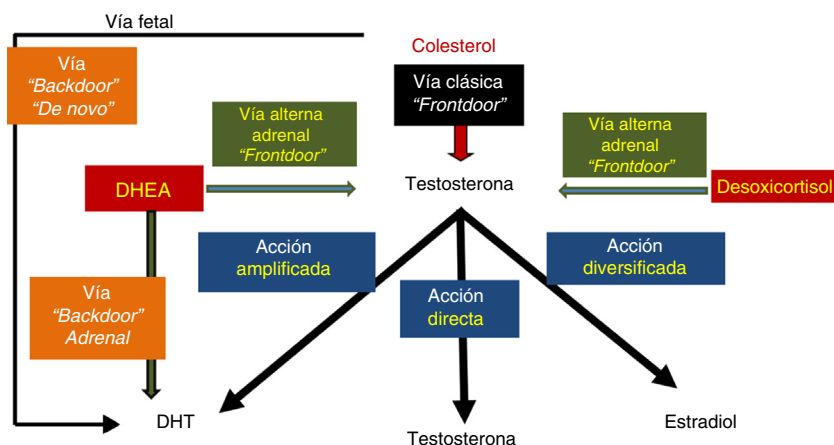 Vía fetal
Colesterol
Vía
“Backdoor”
“De novo”
Vía clásica
“Frontdoor”
Vía alterna
adrenal
“Frontdoor”
Vía alterna
adrenal
“Frontdoor”
DHEA
Testosterona
Desoxicortisol
Acción
amplificada
Acción
diversificada
Vía
“Backdoor”
Adrenal
Acción
directa
DHT
Testosterona
Estradiol